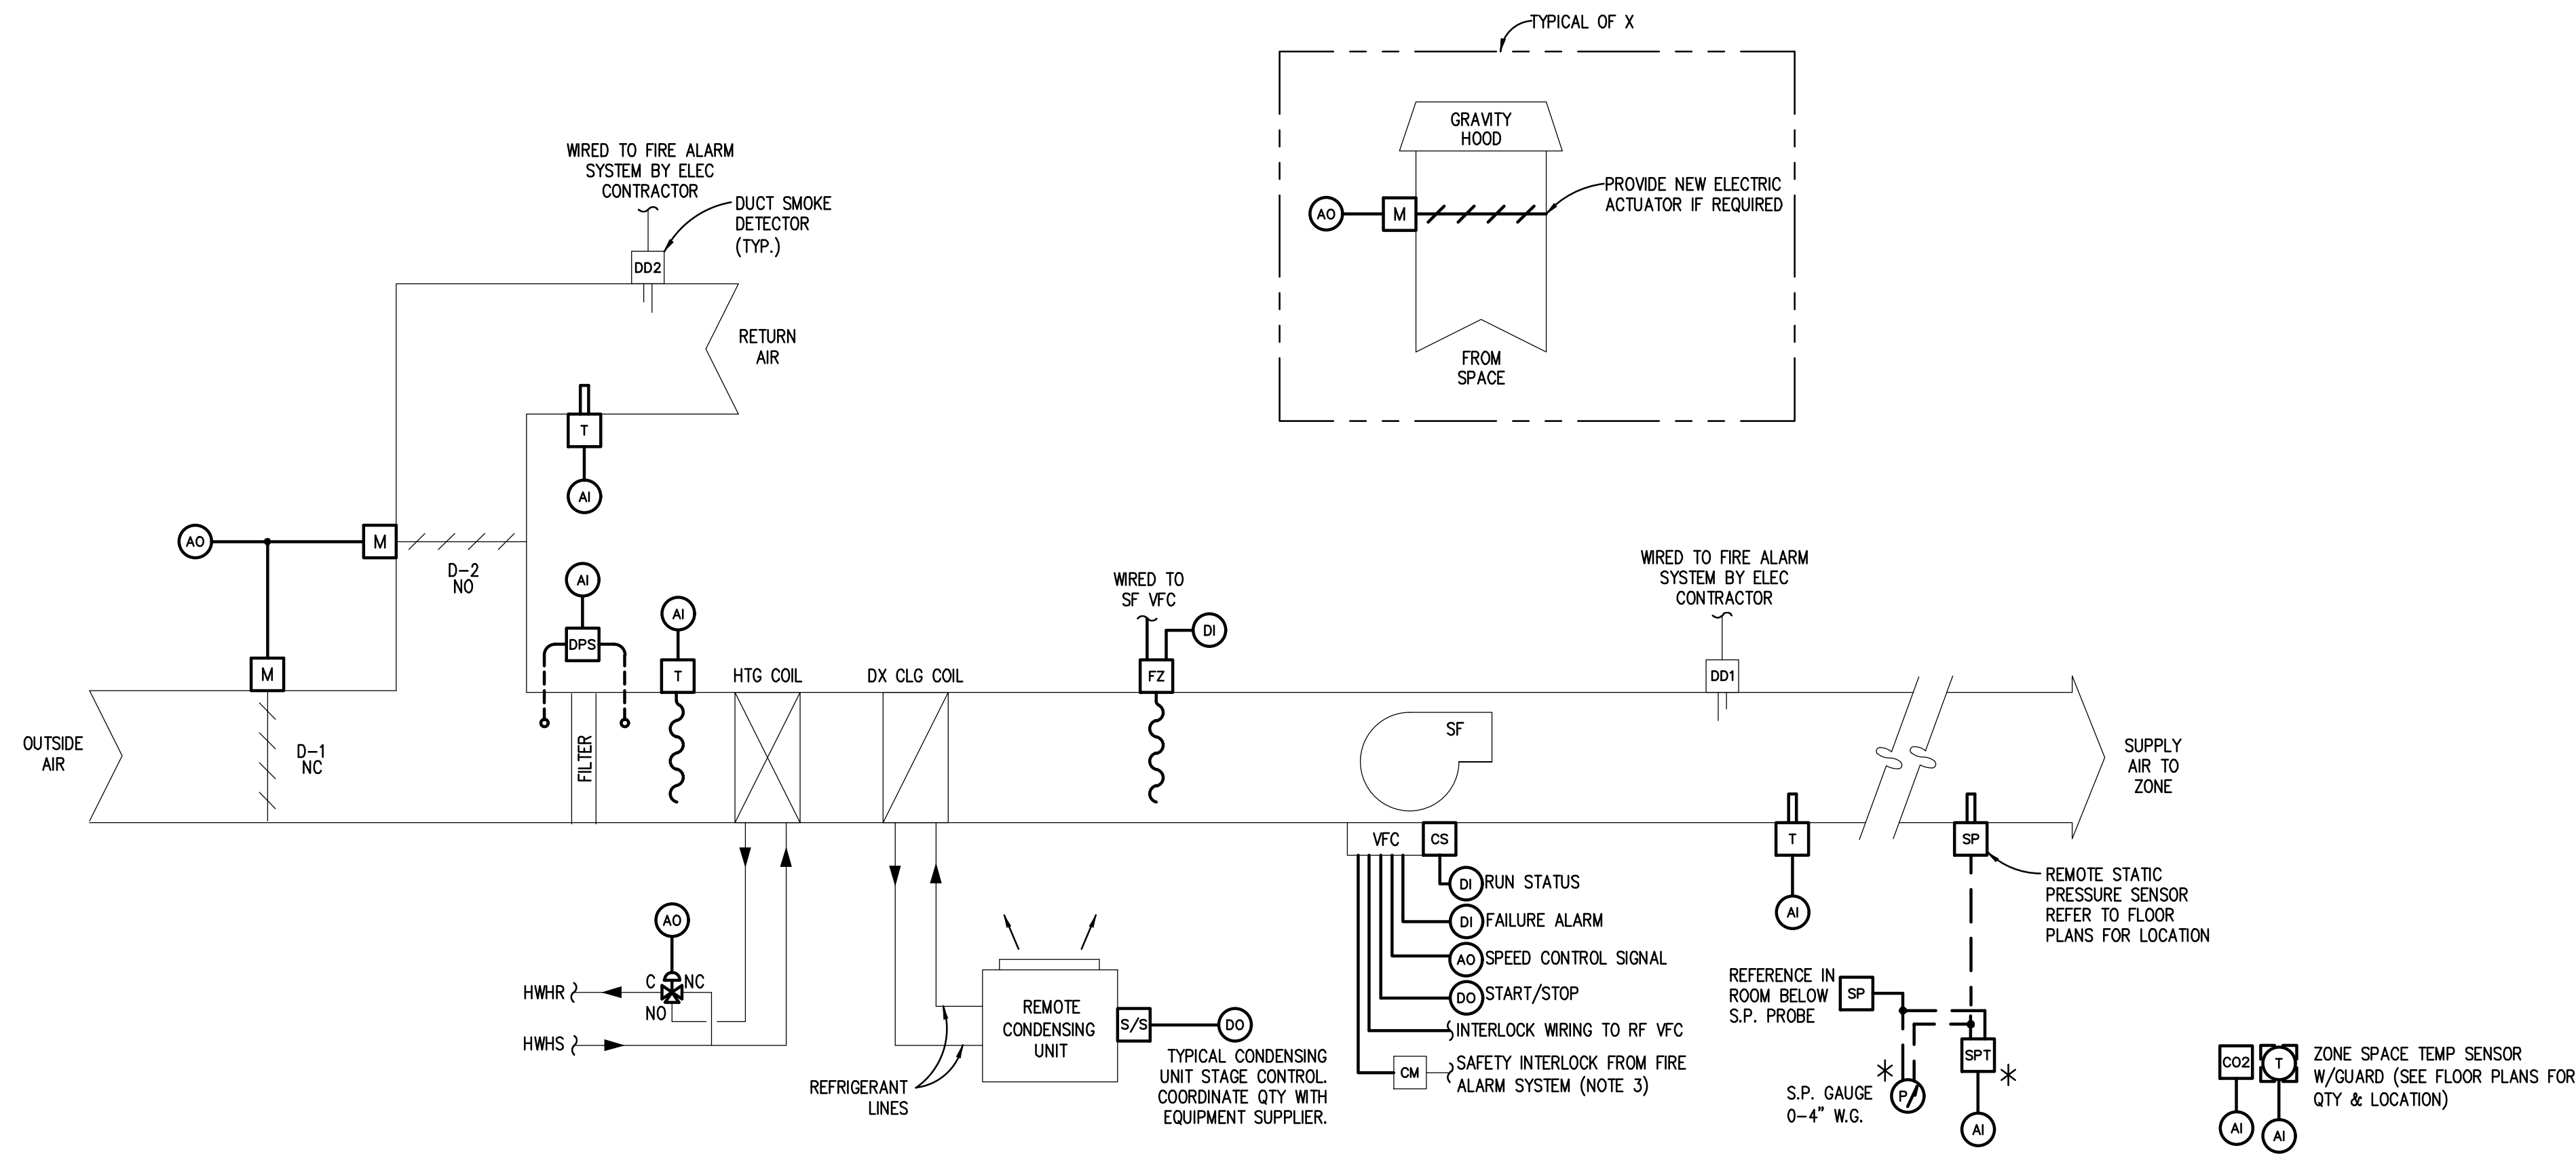 TYPICAL OF X
GRAVITY
HOOD
AO
M
PROVIDE NEW ELECTRIC
ACTUATOR IF REQUIRED
FROM
SPACE
WIRED TO FIRE ALARM
SYSTEM BY ELEC
CONTRACTOR
DUCT SMOKE
DETECTOR
(TYP.)
DD2
RETURN
AIR
T
AI
AO
M
D-2
NO
M
OUTSIDE
AIR
D-1
NC
AI
DPS
FILTER
AI
T
HTG COIL
DX CLG COIL
WIRED TO
SF VFC
DI
FZ
SF
WIRED TO FIRE ALARM
SYSTEM BY ELEC
CONTRACTOR
DD1
SUPPLY
AIR TO
ZONE
AO
C
NC
NO
HWHR
HWHS
REMOTE
CONDENSING
UNIT
S/S
DO
TYPICAL CONDENSING
UNIT STAGE CONTROL.
COORDINATE QTY WITH
EQUIPMENT SUPPLIER.
REFRIGERANT
LINES
VFC
CS
DI RUN STATUS
DI FAILURE ALARM
AO SPEED CONTROL SIGNAL
DO START/STOP
INTERLOCK WIRING TO RF VFC
CM
SAFETY INTERLOCK FROM FIRE
ALARM SYSTEM (NOTE 3)
T
AI
SP
REMOTE STATIC
PRESSURE SENSOR
REFER TO FLOOR
PLANS FOR LOCATION
REFERENCE IN
ROOM BELOW
S.P. PROBE
SP
SPT
*
*
S.P. GAUGE
0-4" W.G.
P
AI
CO2
T
AI
AI
ZONE SPACE TEMP SENSOR
W/GUARD (SEE FLOOR PLANS FOR
QTY & LOCATION)